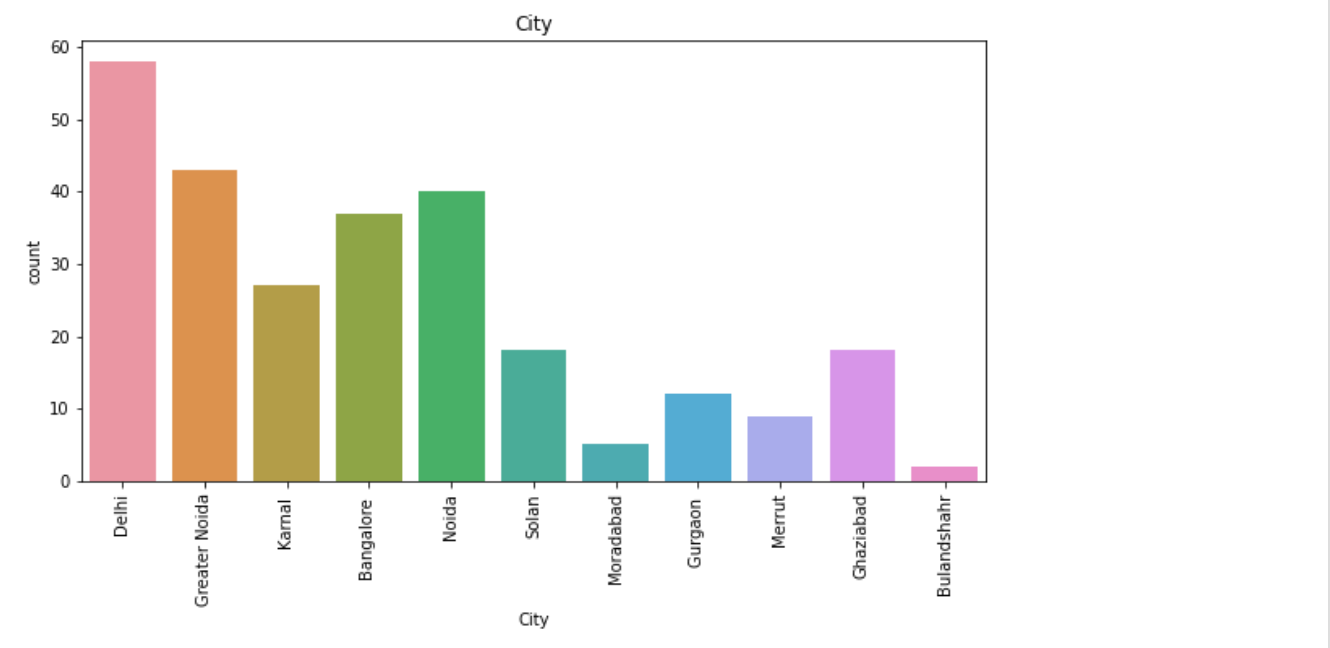 City
60
50
40
30
20
10
0
count
Delhi
Greater Noida
Karnal
Bangalore
Noida
Solan
Moradabad
Gurgaon
Merrut
Ghaziabad
Bulandshahr
City